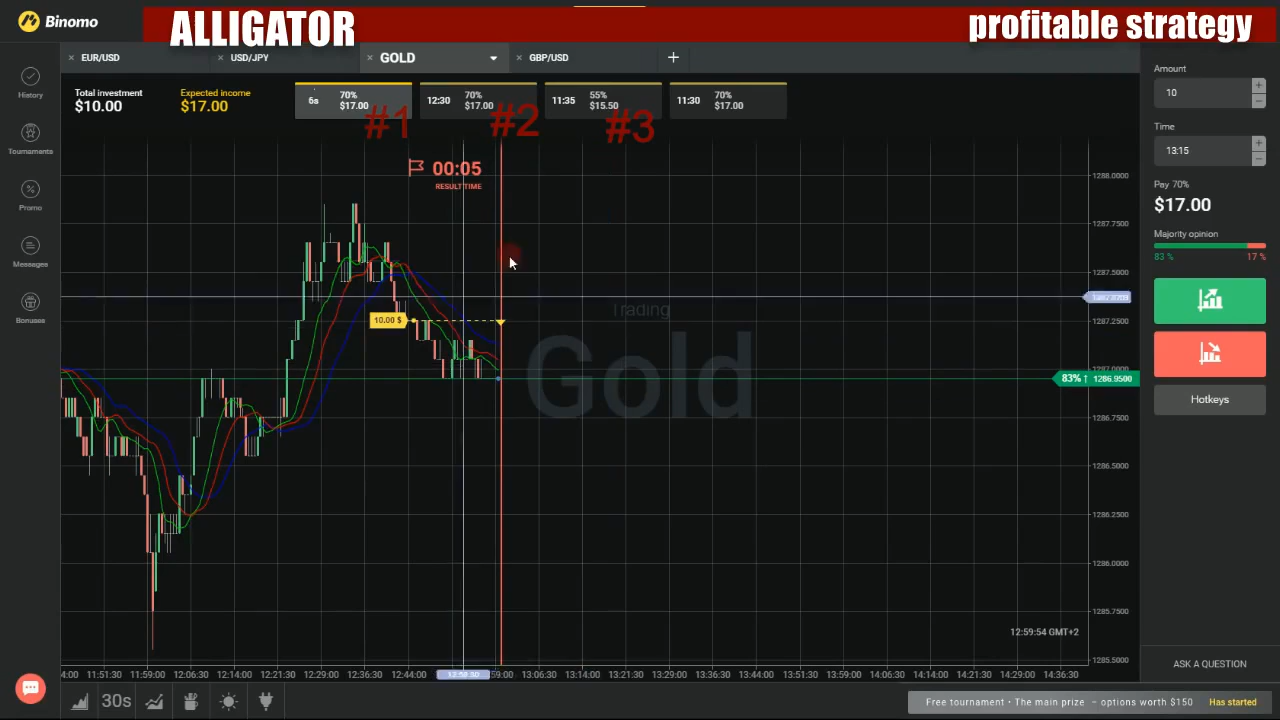 Binomo
ALLIGATOR
profitable strategy
EUR/USD
USD/JPY
GOLD
GBP/USD
Total investment
$10.00
Expected income
$17.00
6s
70%
$17.00
12:30
70%
$17.00
11:35
55%
$15.50
11:30
70%
$17.00
#1
#2
#3
History
Tournaments
Promo
Messages
Bonuses
00:05
RESULT TIME
10.00 $
Trading
Gold
1288.0000
1287.7500
1287.5000
1287.2500
1287.0000
83%↑ 1286.9500
1286.7500
1286.5000
1286.2500
1286.0000
1285.7500
1285.5000
12:59:54 GMT+2
4:00 11:51:30 11:59:00 12:06:30 12:14:00 12:21:30 12:29:00 12:36:30 12:44:00 59:00 13:06:30 13:14:00 13:21:30 13:29:00 13:36:30 13:44:00 13:51:30 13:59:00 14:06:30 14:14:00 14:21:30 14:29:00 14:36:30
30s
Amount
10
+
−
Time
13:15
+
−
Pay 70%
$17.00
Majority opinion
83 %
17 %
Hotkeys
ASK A QUESTION
Free tournament • The main prize – options worth $150 Has started